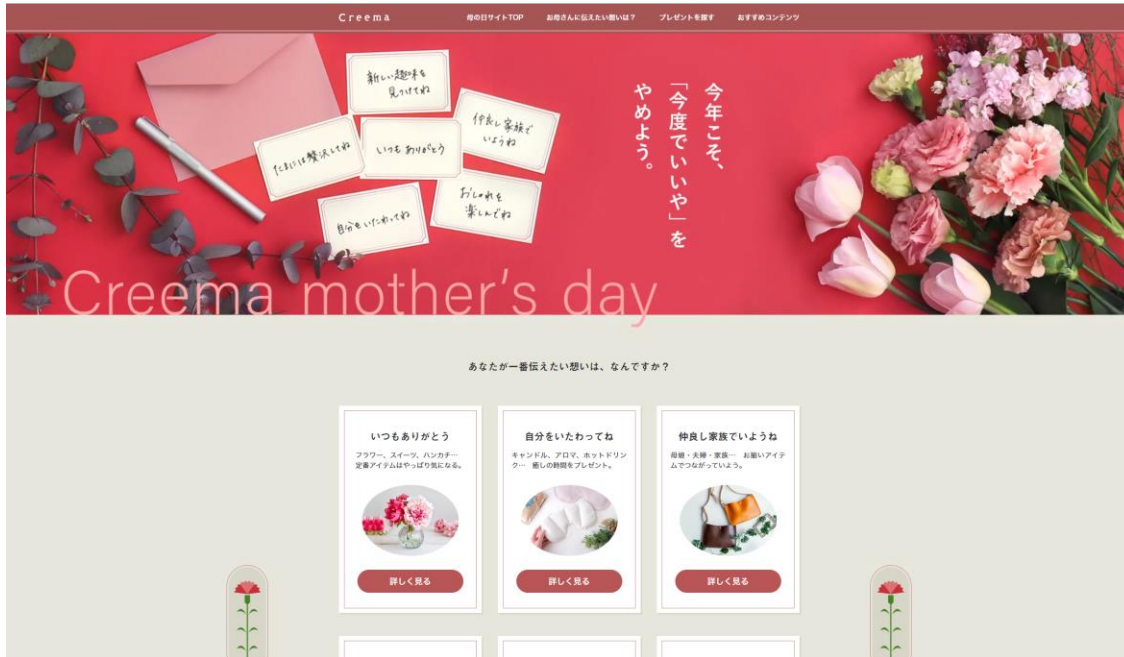 Creema
母の日サイトTOP
お母さんに伝えたい想いは？
プレゼントを探す
おすすめコンテンツ
新しい趣味を
見つけてね
仲良し家族で
いようね
たまには贅沢してね
いつもありがとう
おしゃれを
楽しんでね
自分をいたわってね
今年こそ、
「今度でいいや」を
やめよう。
Creema mother's day
あなたが一番伝えたい想いは、なんですか？
いつもありがとう
フラワー、スイーツ、ハンカチ…
定番アイテムはやっぱり気になる。
詳しく見る
自分をいたわってね
キャンドル、アロマ、ホットドリン
ク… 癒しの時間をプレゼント。
詳しく見る
仲良し家族でいようね
母娘・夫婦・家族… お揃いアイテ
ムでつながっていよう。
詳しく見る